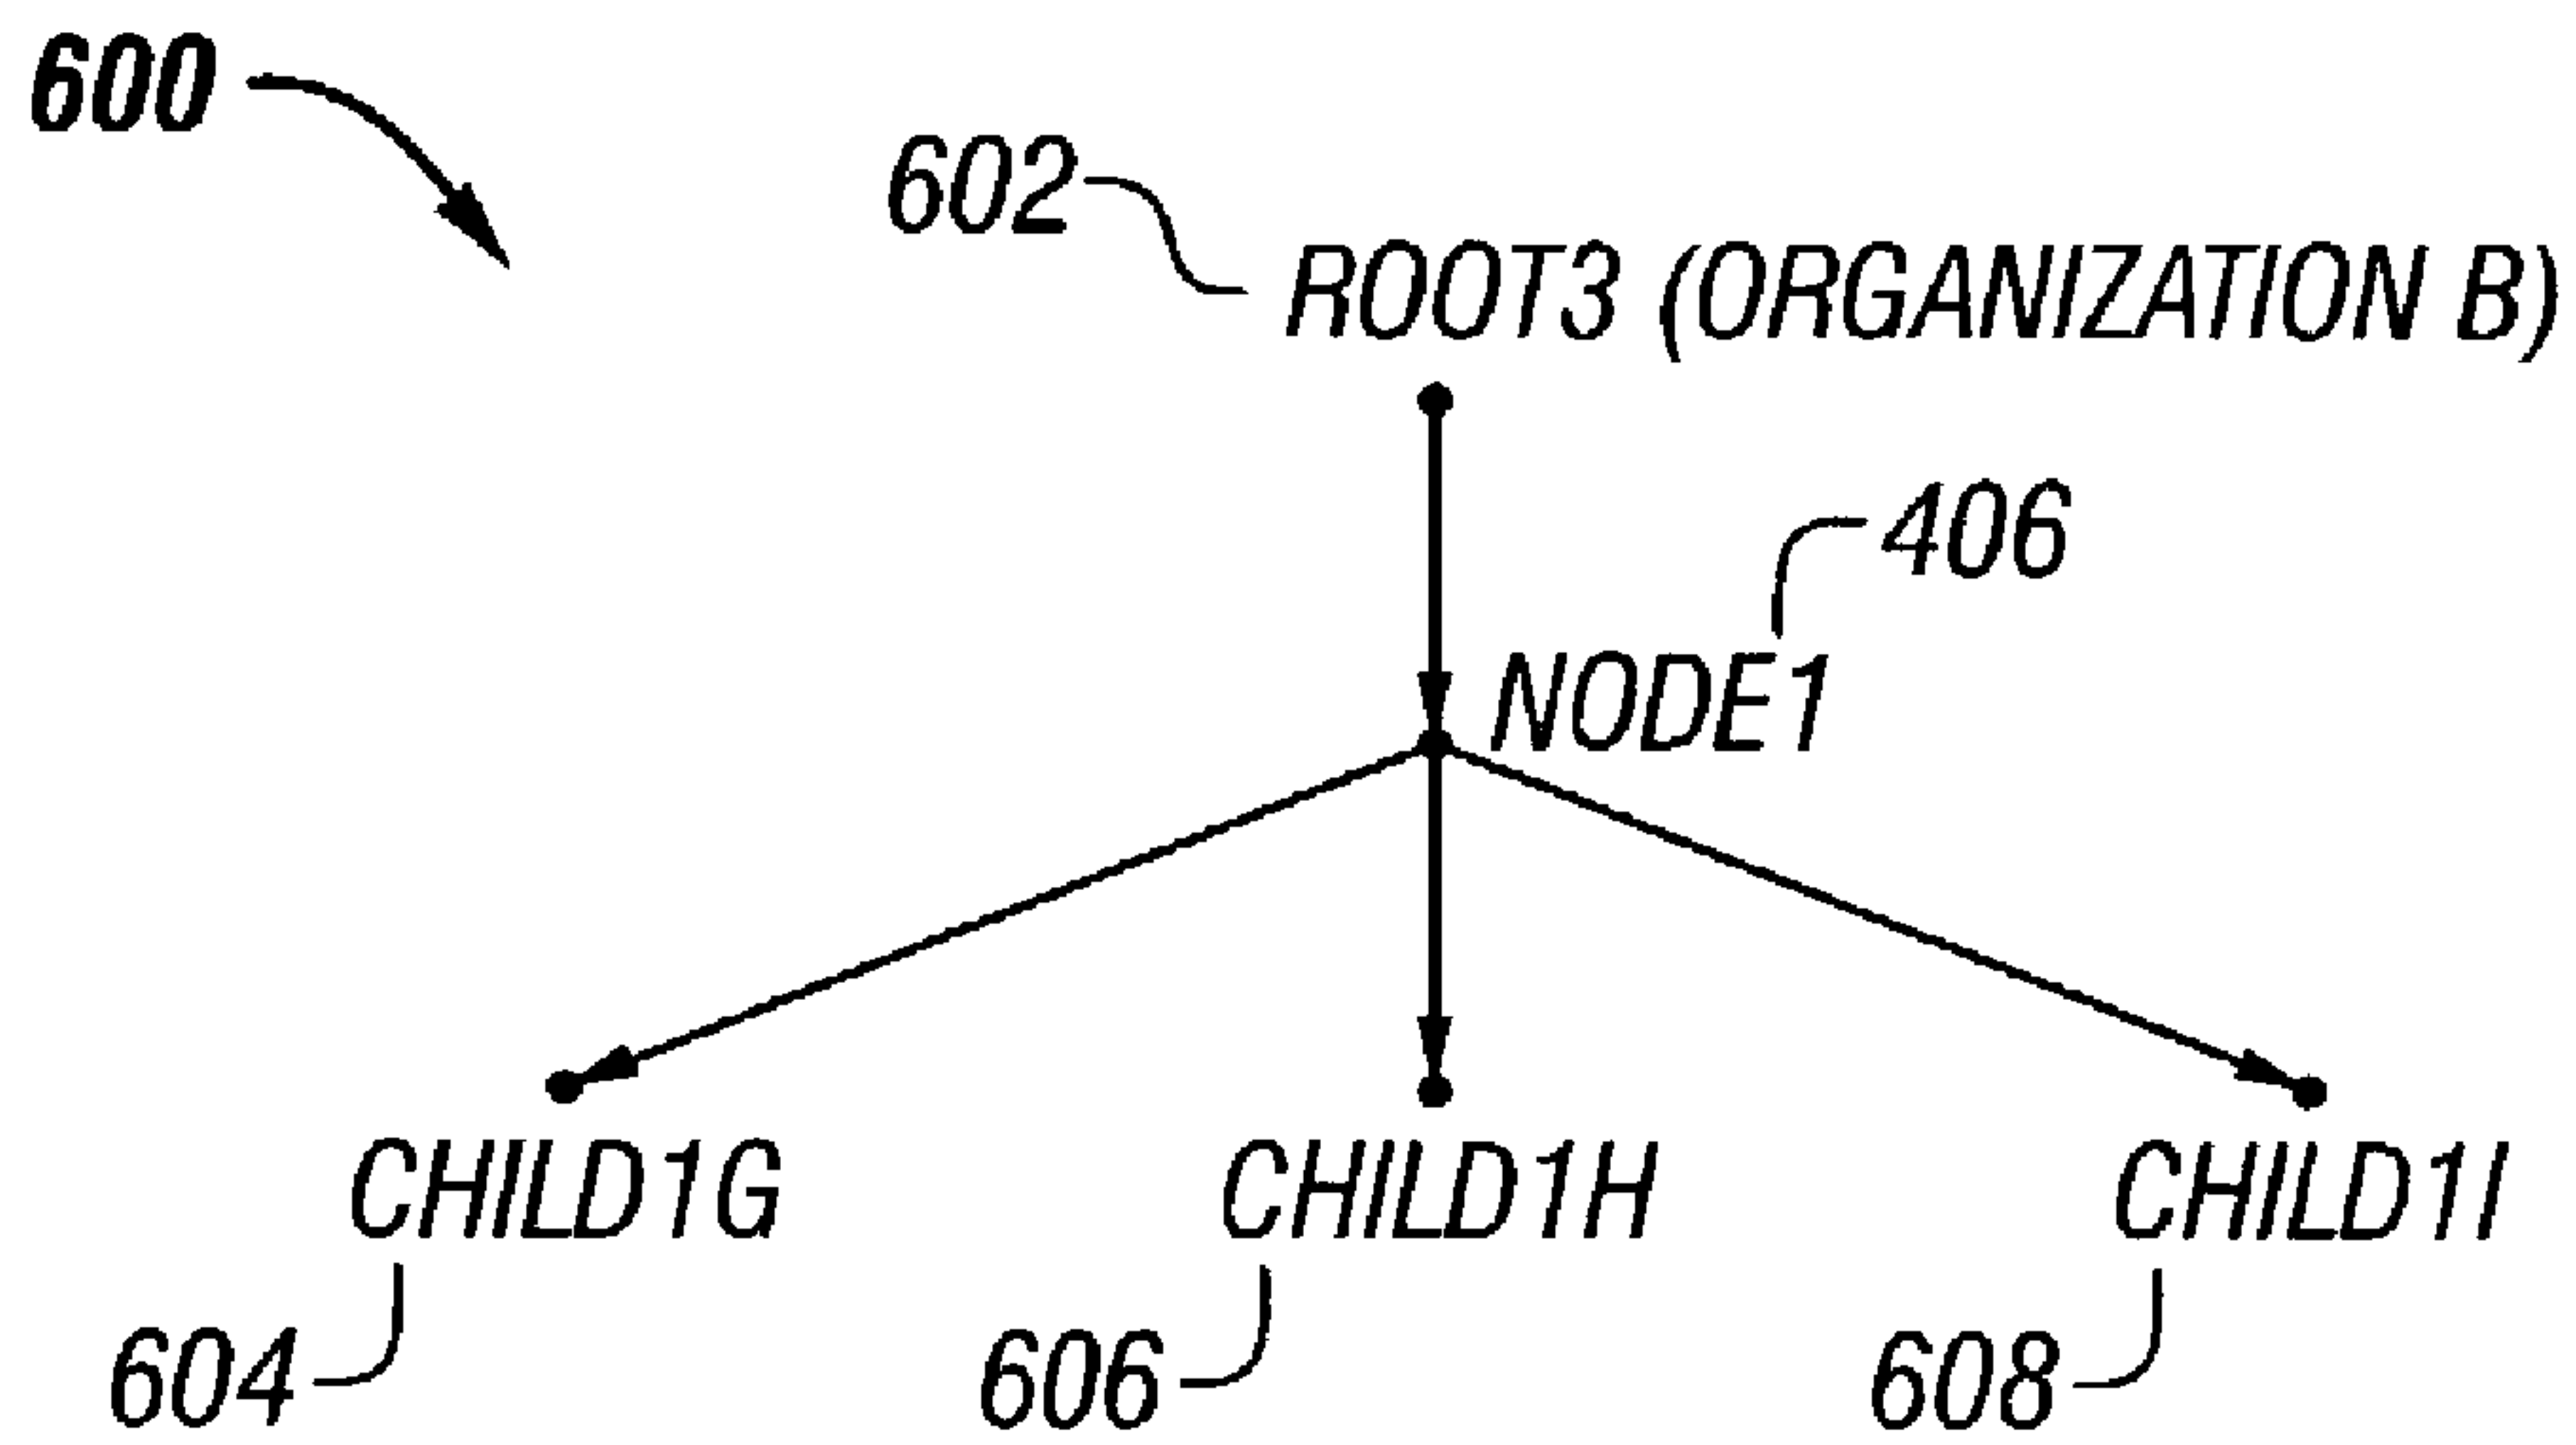 600
602
ROOT3 (ORGANIZATION B)
406
NODE1
CHILD1G
CHILD1H
CHILD1I
604
606
608